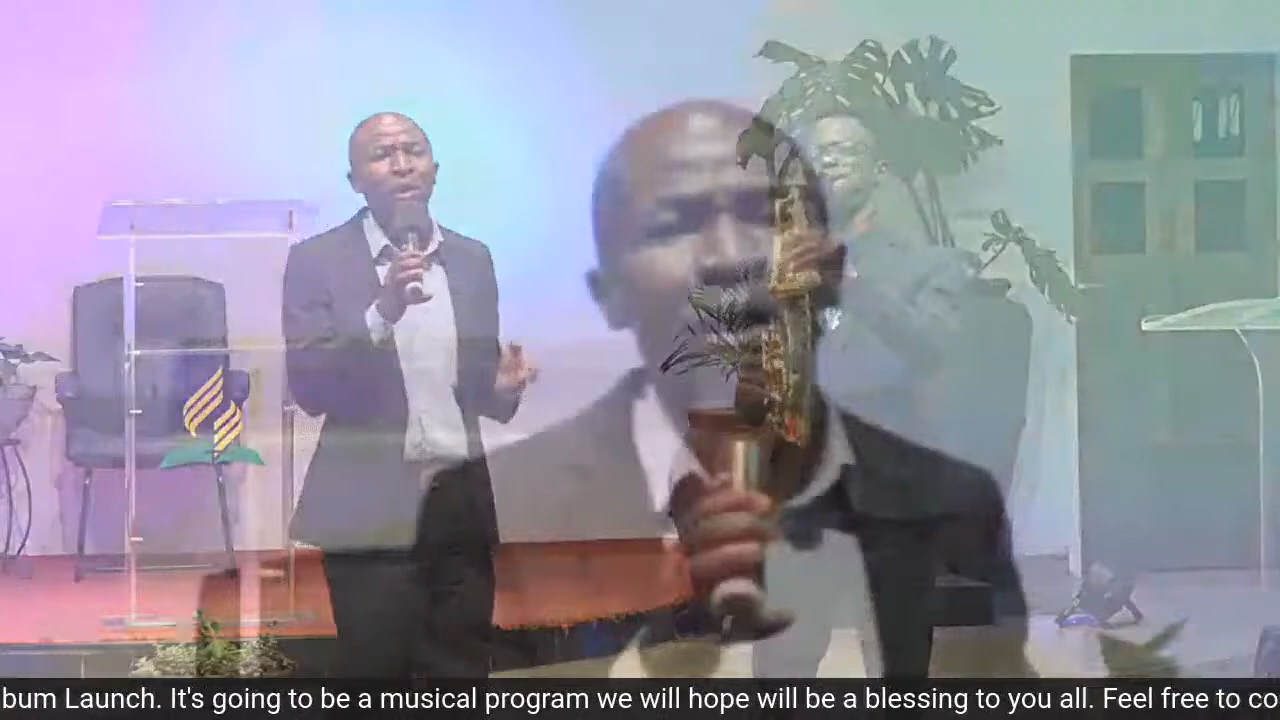 bum Launch. It's going to be a musical program we will hope will be a blessing to you all. Feel free to co